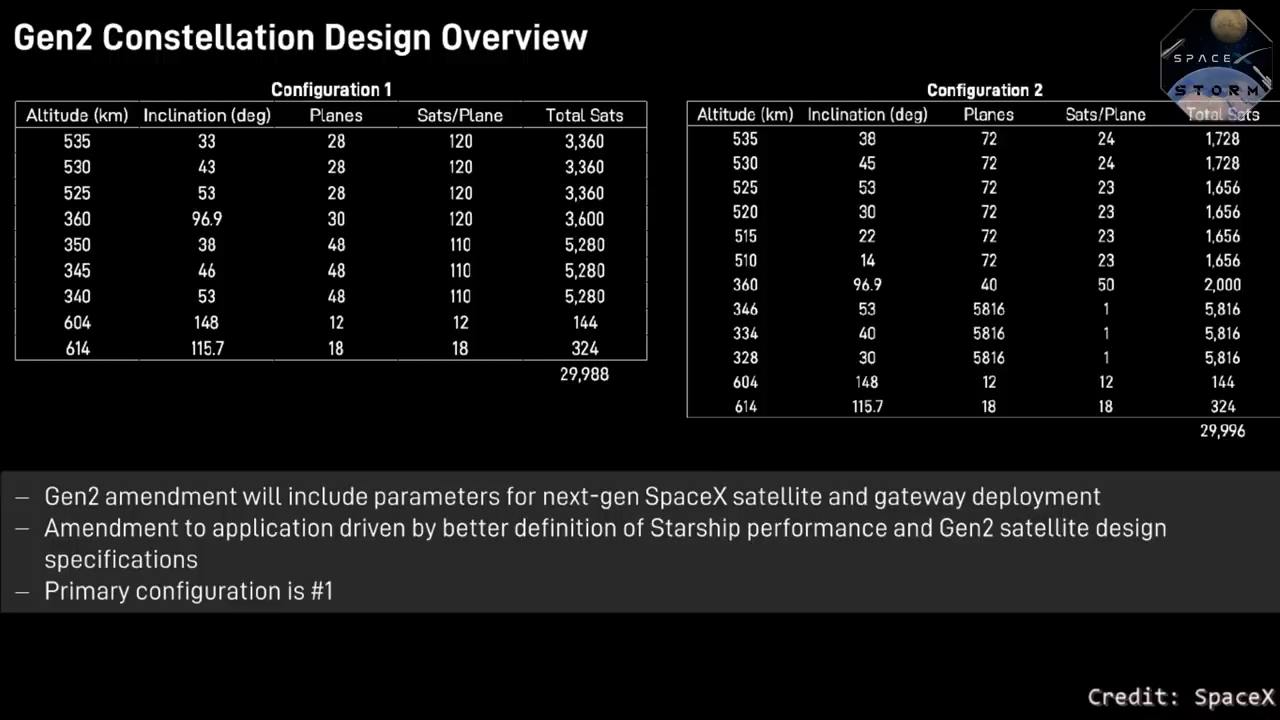 Gen2 Constellation Design Overview
SPACEX
STORM
Configuration 1
Altitude (km) Inclination (deg) Planes Sats/Plane Total Sats
535 33 28 120 3,360
530 43 28 120 3,360
525 53 28 120 3,360
360 96.9 30 120 3,600
350 38 48 110 5,280
345 46 48 110 5,280
340 53 48 110 5,280
604 148 12 12 144
614 115.7 18 18 324
29,988
Configuration 2
Altitude (km) Inclination (deg) Planes Sats/Plane Total Sats
535 38 72 24 1,728
530 45 72 24 1,728
525 53 72 23 1,656
520 30 72 23 1,656
515 22 72 23 1,656
510 14 72 23 1,656
360 96.9 40 50 2,000
346 53 5816 1 5,816
334 40 5816 1 5,816
328 30 5816 1 5,816
604 148 12 12 144
614 115.7 18 18 324
29,996
– Gen2 amendment will include parameters for next-gen SpaceX satellite and gateway deployment
– Amendment to application driven by better definition of Starship performance and Gen2 satellite design
specifications
– Primary configuration is #1
Credit: SpaceX